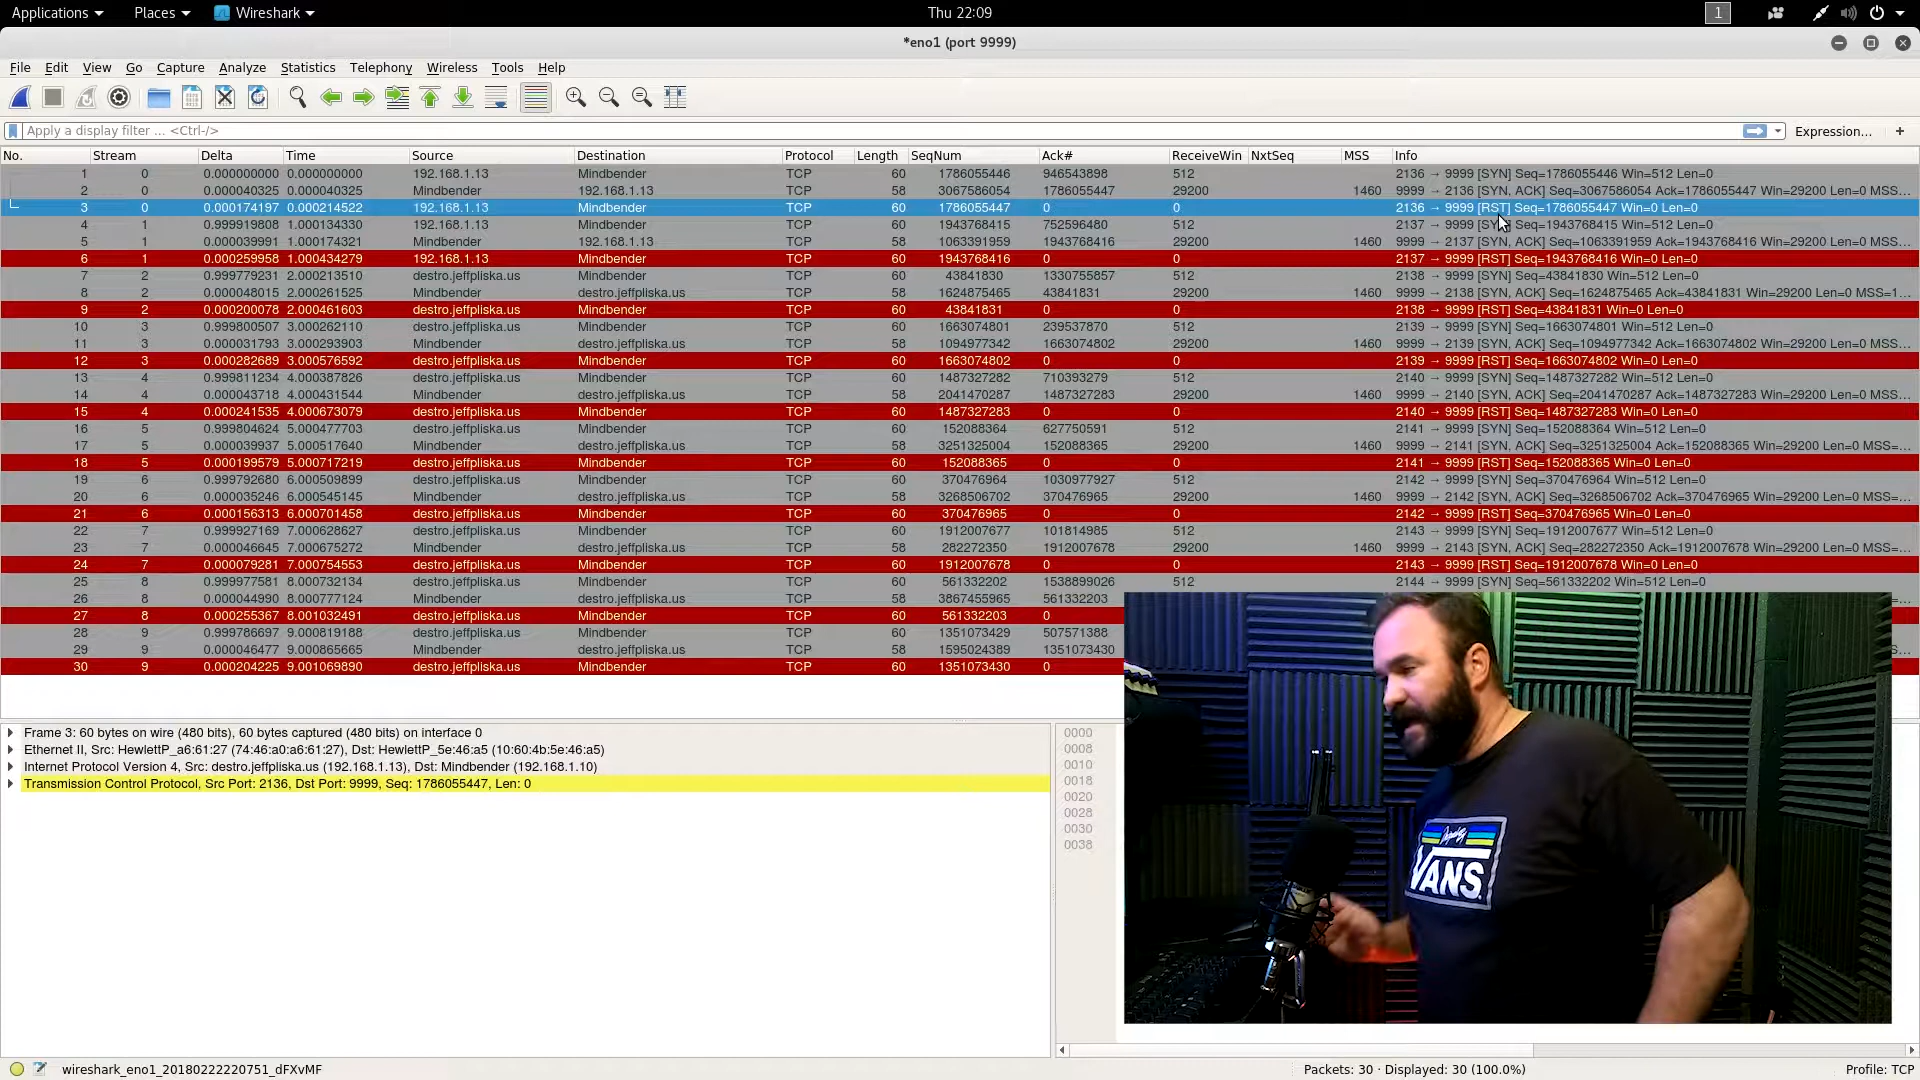 Applications Places Wireshark Thu 22:09 1
*eno1 (port 9999)
File Edit View Go Capture Analyze Statistics Telephony Wireless Tools Help
Apply a display filter ... <Ctrl-/> Expression... +
No. Stream Delta Time Source Destination Protocol Length SeqNum Ack# ReceiveWin NxtSeq MSS Info
1 0 0.000000000 0.000000000 192.168.1.13 Mindbender TCP 60 1786055446 946543898 512 2136 → 9999 [SYN] Seq=1786055446 Win=512 Len=0
2 0 0.000040325 0.000040325 Mindbender 192.168.1.13 TCP 58 3067586054 1786055447 29200 1460 9999 → 2136 [SYN, ACK] Seq=3067586054 Ack=1786055447 Win=29200 Len=0 MSS...
3 0 0.000174197 0.000214522 192.168.1.13 Mindbender TCP 60 1786055447 0 0 2136 → 9999 [RST] Seq=1786055447 Win=0 Len=0
4 1 0.999919808 1.000134330 192.168.1.13 Mindbender TCP 60 1943768415 752596480 512 2137 → 9999 [SYN] Seq=1943768415 Win=512 Len=0
5 1 0.000039991 1.000174321 Mindbender 192.168.1.13 TCP 58 1063391959 1943768416 29200 1460 9999 → 2137 [SYN, ACK] Seq=1063391959 Ack=1943768416 Win=29200 Len=0 MSS...
6 1 0.000259958 1.000434279 192.168.1.13 Mindbender TCP 60 1943768416 0 0 2137 → 9999 [RST] Seq=1943768416 Win=0 Len=0
7 2 0.999779231 2.000213510 destro.jeffpliska.us Mindbender TCP 60 43841830 1330755857 512 2138 → 9999 [SYN] Seq=43841830 Win=512 Len=0
8 2 0.000048015 2.000261525 Mindbender destro.jeffpliska.us TCP 58 1624875465 43841831 29200 1460 9999 → 2138 [SYN, ACK] Seq=1624875465 Ack=43841831 Win=29200 Len=0 MSS=1...
9 2 0.000200078 2.000461603 destro.jeffpliska.us Mindbender TCP 60 43841831 0 0 2138 → 9999 [RST] Seq=43841831 Win=0 Len=0
10 3 0.999800507 3.000262110 destro.jeffpliska.us Mindbender TCP 60 1663074801 239537870 512 2139 → 9999 [SYN] Seq=1663074801 Win=512 Len=0
11 3 0.000031793 3.000293903 Mindbender destro.jeffpliska.us TCP 58 1094977342 1663074802 29200 1460 9999 → 2139 [SYN, ACK] Seq=1094977342 Ack=1663074802 Win=29200 Len=0 MSS...
12 3 0.000282689 3.000576592 destro.jeffpliska.us Mindbender TCP 60 1663074802 0 0 2139 → 9999 [RST] Seq=1663074802 Win=0 Len=0
13 4 0.999811234 4.000387826 destro.jeffpliska.us Mindbender TCP 60 1487327282 710393279 512 2140 → 9999 [SYN] Seq=1487327282 Win=512 Len=0
14 4 0.000043718 4.000431544 Mindbender destro.jeffpliska.us TCP 58 2041470287 1487327283 29200 1460 9999 → 2140 [SYN, ACK] Seq=2041470287 Ack=1487327283 Win=29200 Len=0 MSS...
15 4 0.000241535 4.000673079 destro.jeffpliska.us Mindbender TCP 60 1487327283 0 0 2140 → 9999 [RST] Seq=1487327283 Win=0 Len=0
16 5 0.999804624 5.000477703 destro.jeffpliska.us Mindbender TCP 60 152088364 627750591 512 2141 → 9999 [SYN] Seq=152088364 Win=512 Len=0
17 5 0.000039937 5.000517640 Mindbender destro.jeffpliska.us TCP 58 3251325004 152088365 29200 1460 9999 → 2141 [SYN, ACK] Seq=3251325004 Ack=152088365 Win=29200 Len=0 MSS=...
18 5 0.000199579 5.000717219 destro.jeffpliska.us Mindbender TCP 60 152088365 0 0 2141 → 9999 [RST] Seq=152088365 Win=0 Len=0
19 6 0.999792680 6.000509899 destro.jeffpliska.us Mindbender TCP 60 370476964 1030977927 512 2142 → 9999 [SYN] Seq=370476964 Win=512 Len=0
20 6 0.000035246 6.000545145 Mindbender destro.jeffpliska.us TCP 58 3268506702 370476965 29200 1460 9999 → 2142 [SYN, ACK] Seq=3268506702 Ack=370476965 Win=29200 Len=0 MSS=...
21 6 0.000156313 6.000701458 destro.jeffpliska.us Mindbender TCP 60 370476965 0 0 2142 → 9999 [RST] Seq=370476965 Win=0 Len=0
22 7 0.999927169 7.000628627 destro.jeffpliska.us Mindbender TCP 60 1912007677 101814985 512 2143 → 9999 [SYN] Seq=1912007677 Win=512 Len=0
23 7 0.000046645 7.000675272 Mindbender destro.jeffpliska.us TCP 58 282272350 1912007678 29200 1460 9999 → 2143 [SYN, ACK] Seq=282272350 Ack=1912007678 Win=29200 Len=0 MSS=...
24 7 0.000079281 7.000754553 destro.jeffpliska.us Mindbender TCP 60 1912007678 0 0 2143 → 9999 [RST] Seq=1912007678 Win=0 Len=0
25 8 0.999977581 8.000732134 destro.jeffpliska.us Mindbender TCP 60 561332202 1538899026 512 2144 → 9999 [SYN] Seq=561332202 Win=512 Len=0
26 8 0.000044990 8.000777124 Mindbender destro.jeffpliska.us TCP 58 3867455965 561332203
27 8 0.000255367 8.001032491 destro.jeffpliska.us Mindbender TCP 60 561332203 0
28 9 0.999786697 9.000819188 destro.jeffpliska.us Mindbender TCP 60 1351073429 507571388
29 9 0.000046477 9.000865665 Mindbender destro.jeffpliska.us TCP 58 1595024389 1351073430
30 9 0.000204225 9.001069890 destro.jeffpliska.us Mindbender TCP 60 1351073430 0
Frame 3: 60 bytes on wire (480 bits), 60 bytes captured (480 bits) on interface 0
Ethernet II, Src: HewlettP_a6:61:27 (74:46:a0:a6:61:27), Dst: HewlettP_5e:46:a5 (10:60:4b:5e:46:a5)
Internet Protocol Version 4, Src: destro.jeffpliska.us (192.168.1.13), Dst: Mindbender (192.168.1.10)
Transmission Control Protocol, Src Port: 2136, Dst Port: 9999, Seq: 1786055447, Len: 0
0000
0008
0010
0018
0020
0028
0030
0038
VANS
wireshark_eno1_20180222220751_dFXvMF Packets: 30 · Displayed: 30 (100.0%) Profile: TCP